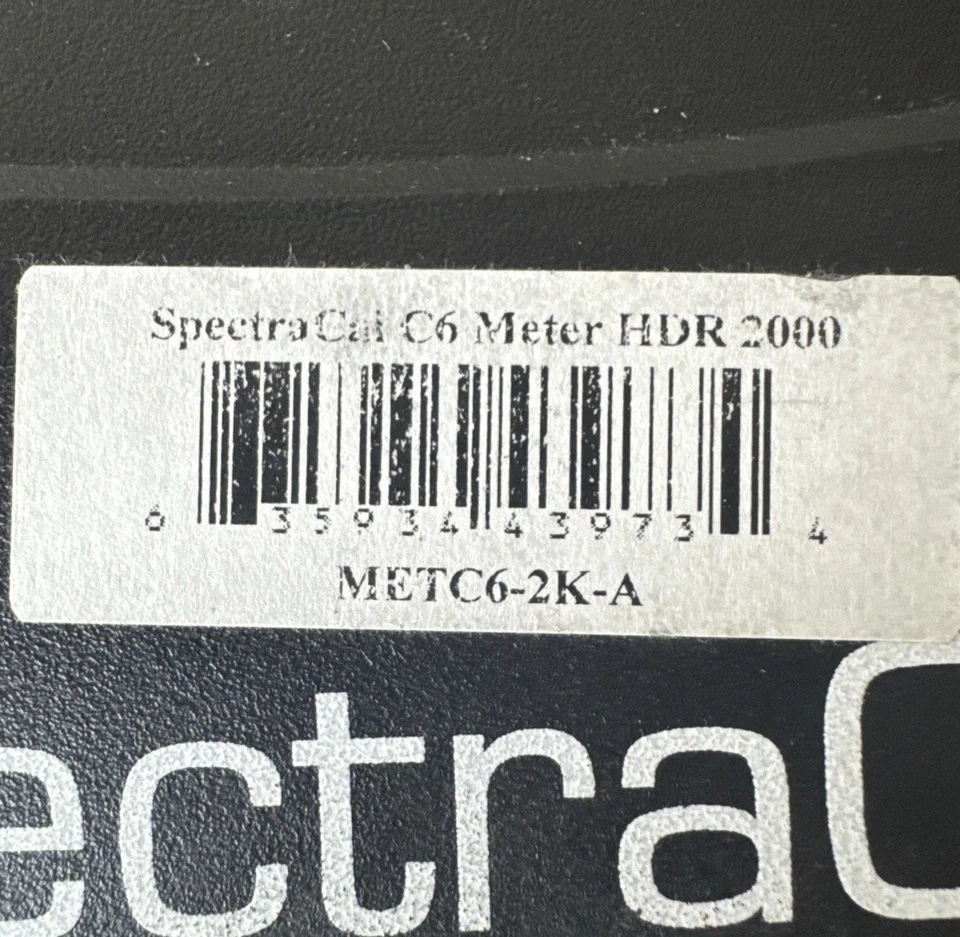 SpectraCal C6 Meter HDR 2000
6 35934 43973 4
METC6-2K-A
ectraC